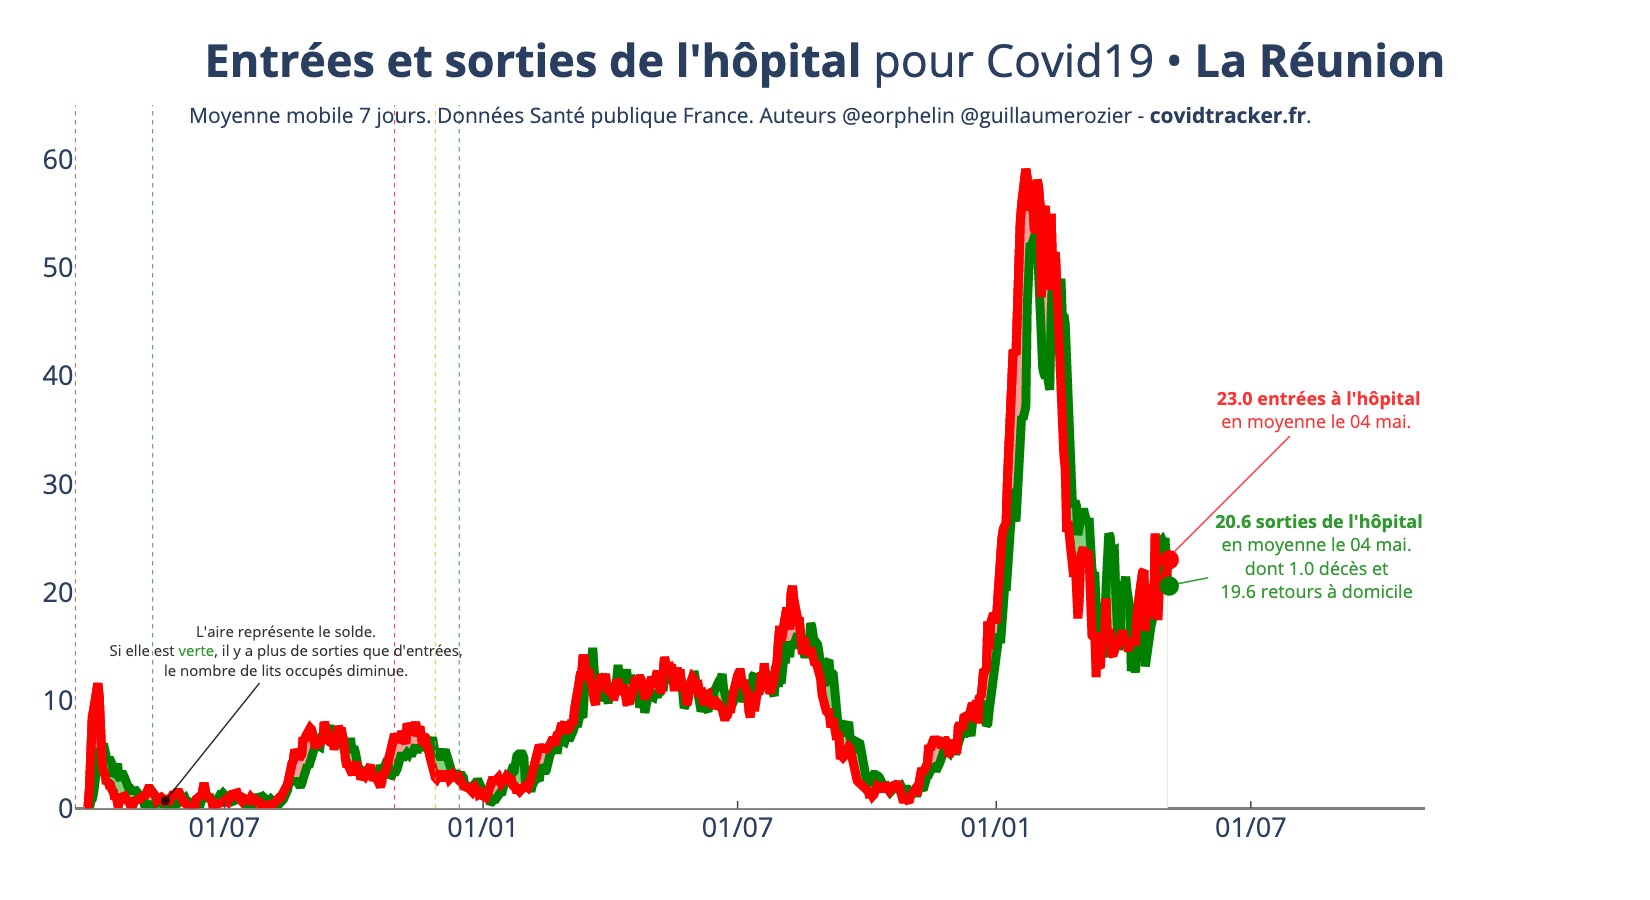 Entrées et sorties de l'hôpital pour Covid19 • La Réunion
Moyenne mobile 7 jours. Données Santé publique France. Auteurs @eorphelin @guillaumerozier - covidtracker.fr.
60
50
40
30
20
10
0
23.0 entrées à l'hôpital
en moyenne le 04 mai.
20.6 sorties de l'hôpital
en moyenne le 04 mai.
dont 1.0 décès et
19.6 retours à domicile
L'aire représente le solde.
Si elle est verte, il y a plus de sorties que d'entrées,
le nombre de lits occupés diminue.
01/07 01/01 01/07 01/01 01/07